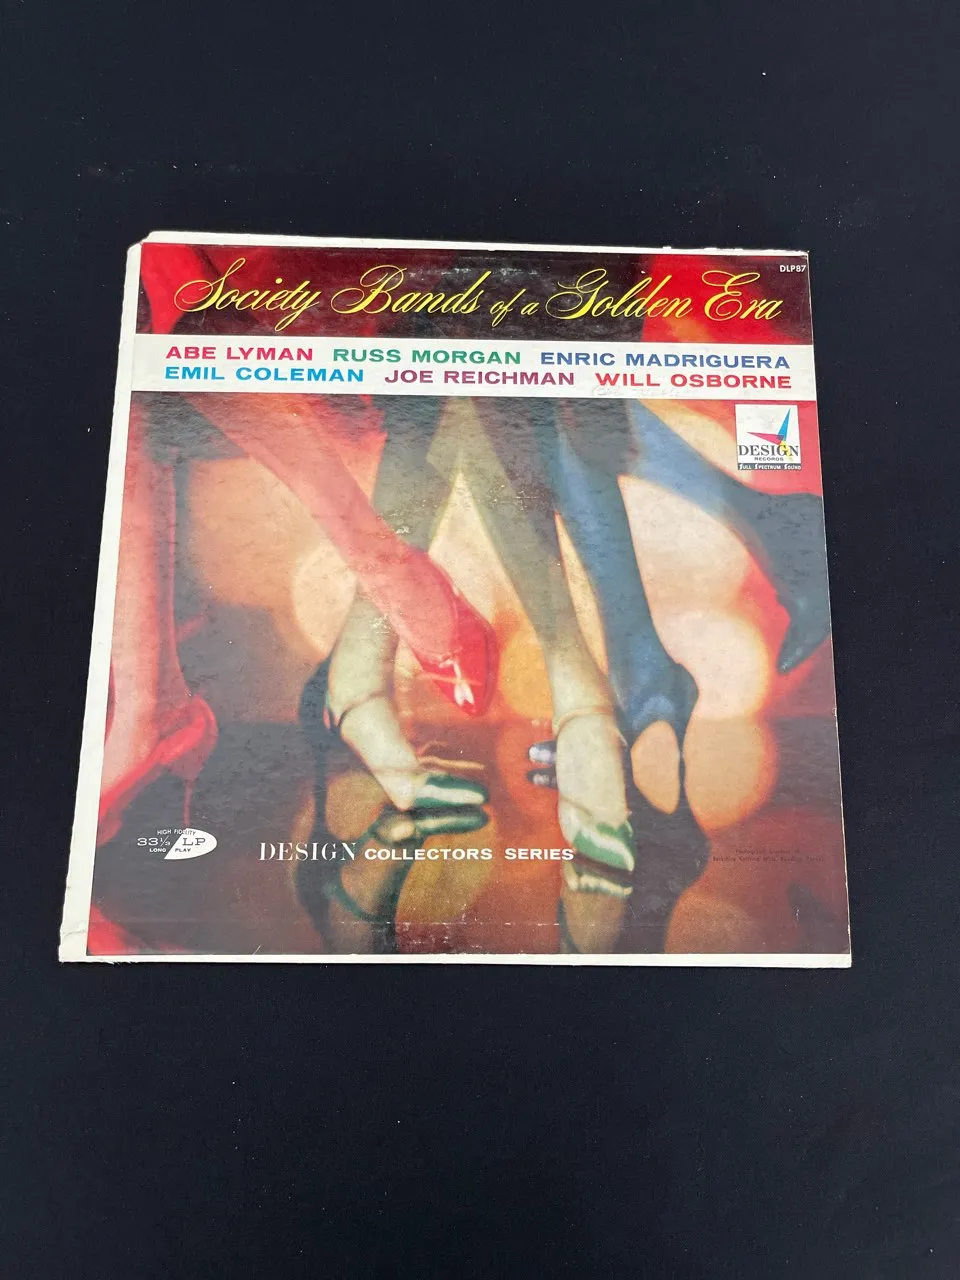 DLP87
Society Bands of a Golden Era
ABE LYMAN RUSS MORGAN ENRIC MADRIGUERA
EMIL COLEMAN JOE REICHMAN WILL OSBORNE
DESIGN
RECORDS
FULL SPECTRUM SOUND
HIGH FIDELITY
33⅓ LP
LONG PLAY
DESIGN COLLECTORS SERIES